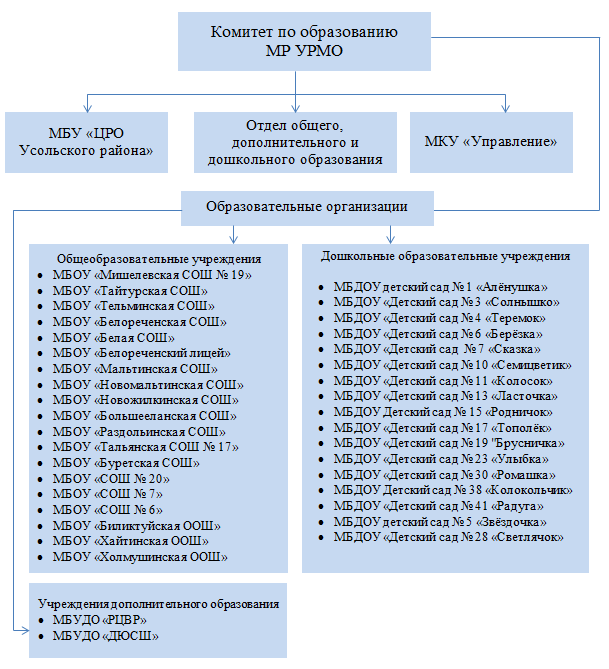 Комитет по образованию
МР УРМО
МБУ «ЦРО
Усольского района»
Отдел общего,
дополнительного и
дошкольного образования
МКУ «Управление»
Образовательные организации
Общеобразовательные учреждения
• МБОУ «Мишелевская СОШ № 19»
• МБОУ «Тайтурская СОШ»
• МБОУ «Тельминская СОШ»
• МБОУ «Белореченская СОШ»
• МБОУ «Белая СОШ»
• МБОУ «Белореченский лицей»
• МБОУ «Мальтинская СОШ»
• МБОУ «Новомальтинская СОШ»
• МБОУ «Новожилкинская СОШ»
• МБОУ «Большееланская СОШ»
• МБОУ «Раздольинская СОШ»
• МБОУ «Тальянская СОШ № 17»
• МБОУ «Буретская СОШ»
• МБОУ «СОШ № 20»
• МБОУ «СОШ № 7»
• МБОУ «СОШ № 6»
• МБОУ «Биликтуйская ООШ»
• МБОУ «Хайтинская ООШ»
• МБОУ «Холмушинская ООШ»
Дошкольные образовательные учреждения
• МБДОУ детский сад № 1 «Алёнушка»
• МБДОУ «Детский сад № 3 «Солнышко»
• МБДОУ «Детский сад № 4 «Теремок»
• МБДОУ «Детский сад № 6 «Берёзка»
• МБДОУ «Детский сад № 7 «Сказка»
• МБДОУ «Детский сад № 10 «Семицветик»
• МБДОУ «Детский сад № 11 «Колосок»
• МБДОУ «Детский сад № 13 «Ласточка»
• МБДОУ Детский сад № 15 «Родничок»
• МБДОУ «Детский сад № 17 «Тополёк»
• МБДОУ «Детский сад № 19 "Брусничка»
• МБДОУ «Детский сад № 23 «Улыбка»
• МБДОУ «Детский сад № 30 «Ромашка»
• МБДОУ Детский сад № 38 «Колокольчик»
• МБДОУ «Детский сад № 41 «Радуга»
• МБДОУ детский сад № 5 «Звёздочка»
• МБДОУ «Детский сад № 28 «Светлячок»
Учреждения дополнительного образования
• МБУДО «РЦВР»
• МБУДО «ДЮСШ»